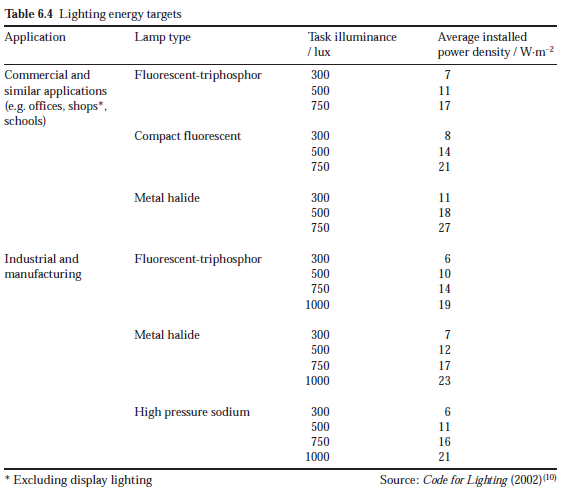 Table 6.4 Lighting energy targets
Application Lamp type Task illuminance Average installed
/ lux power density / W·m⁻²
Commercial and Fluorescent-triphosphor 300 7
similar applications 500 11
(e.g. offices, shops*, 750 17
schools)
Compact fluorescent 300 8
500 14
750 21
Metal halide 300 11
500 18
750 27
Industrial and Fluorescent-triphosphor 300 6
manufacturing 500 10
750 14
1000 19
Metal halide 300 7
500 12
750 17
1000 23
High pressure sodium 300 6
500 11
750 16
1000 21
* Excluding display lighting Source: Code for Lighting (2002)⁽¹⁰⁾